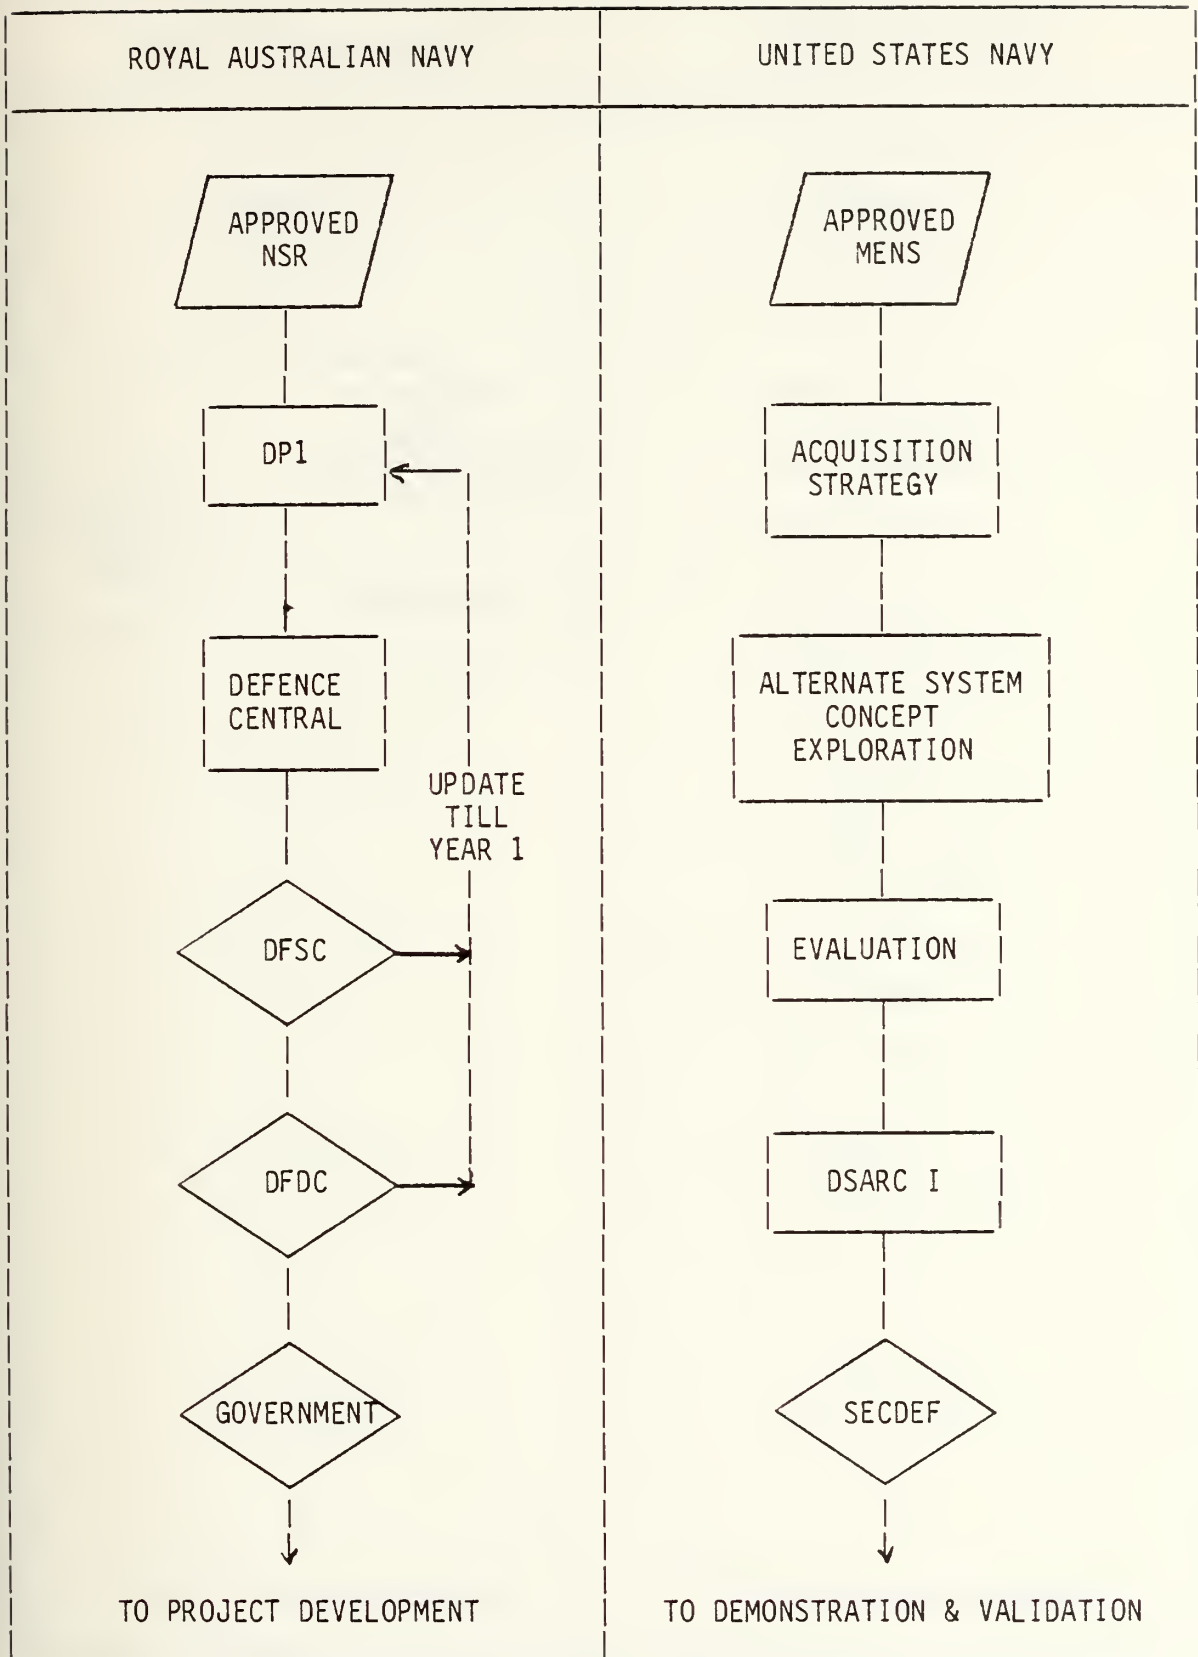 ROYAL AUSTRALIAN NAVY
APPROVED
NSR
DP1
DEFENCE
CENTRAL
UPDATE
TILL
YEAR 1
DFSC
DFDC
GOVERNMENT
TO PROJECT DEVELOPMENT
UNITED STATES NAVY
APPROVED
MENS
ACQUISITION
STRATEGY
ALTERNATE SYSTEM
CONCEPT
EXPLORATION
EVALUATION
DSARC I
SECDEF
TO DEMONSTRATION & VALIDATION